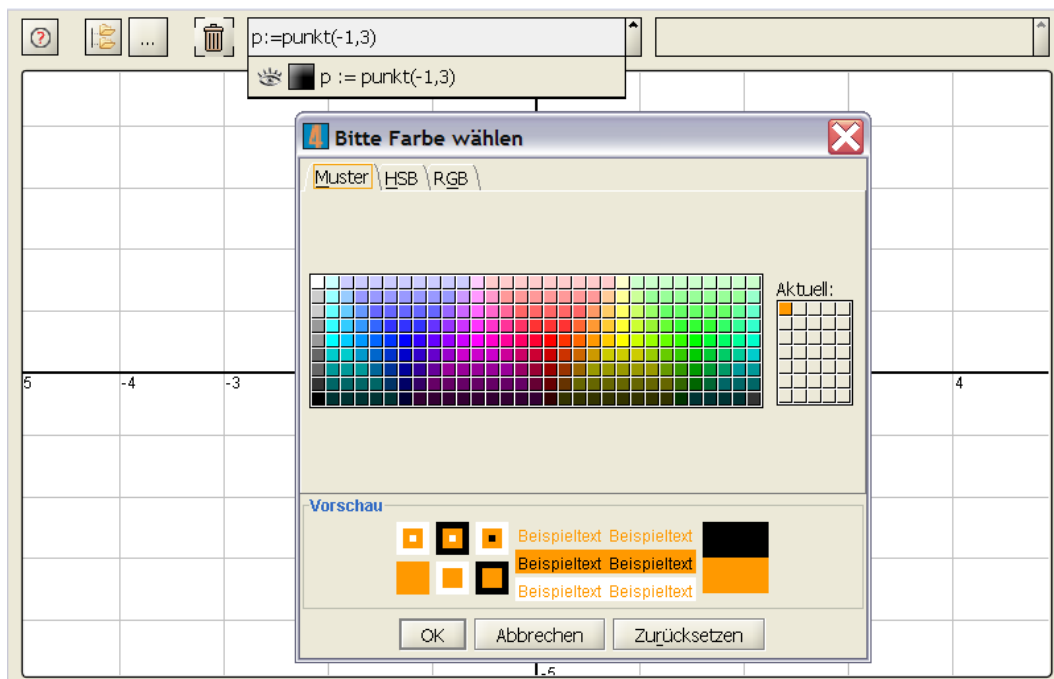 ...
p:=punkt(-1,3)
p := punkt(-1,3)
4 Bitte Farbe wählen
Muster HSB RGB
Aktuell:
5 -4 -3 4
Vorschau
Beispieltext Beispieltext
Beispieltext Beispieltext
Beispieltext Beispieltext
OK Abbrechen Zurücksetzen
-5